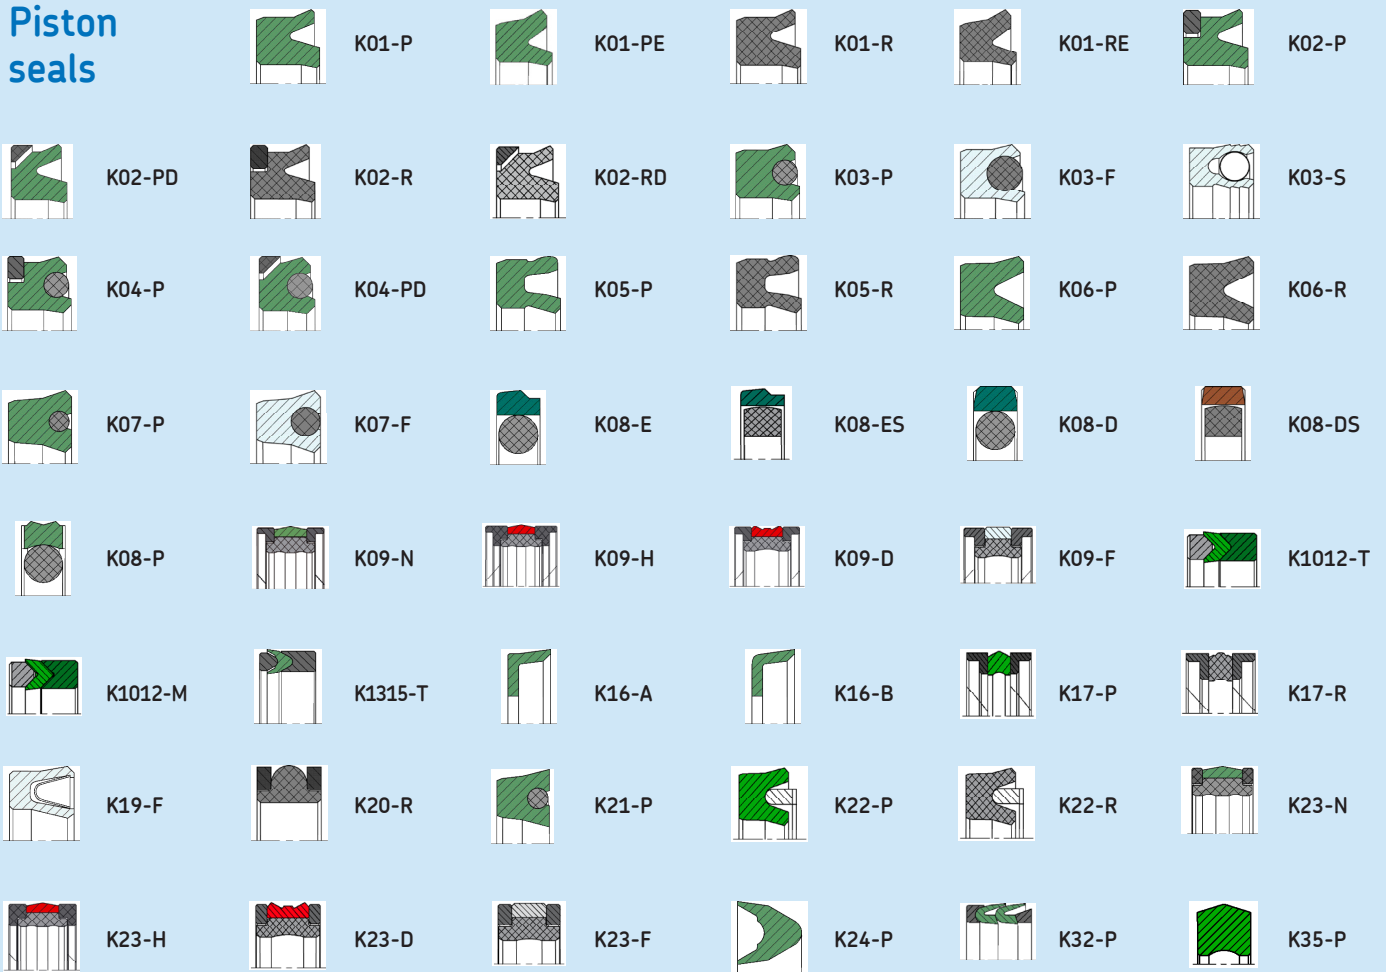 Piston
seals
K01-P
K01-PE
K01-R
K01-RE
K02-P
K02-PD
K02-R
K02-RD
K03-P
K03-F
K03-S
K04-P
K04-PD
K05-P
K05-R
K06-P
K06-R
K07-P
K07-F
K08-E
K08-ES
K08-D
K08-DS
K08-P
K09-N
K09-H
K09-D
K09-F
K1012-T
K1012-M
K1315-T
K16-A
K16-B
K17-P
K17-R
K19-F
K20-R
K21-P
K22-P
K22-R
K23-N
K23-H
K23-D
K23-F
K24-P
K32-P
K35-P